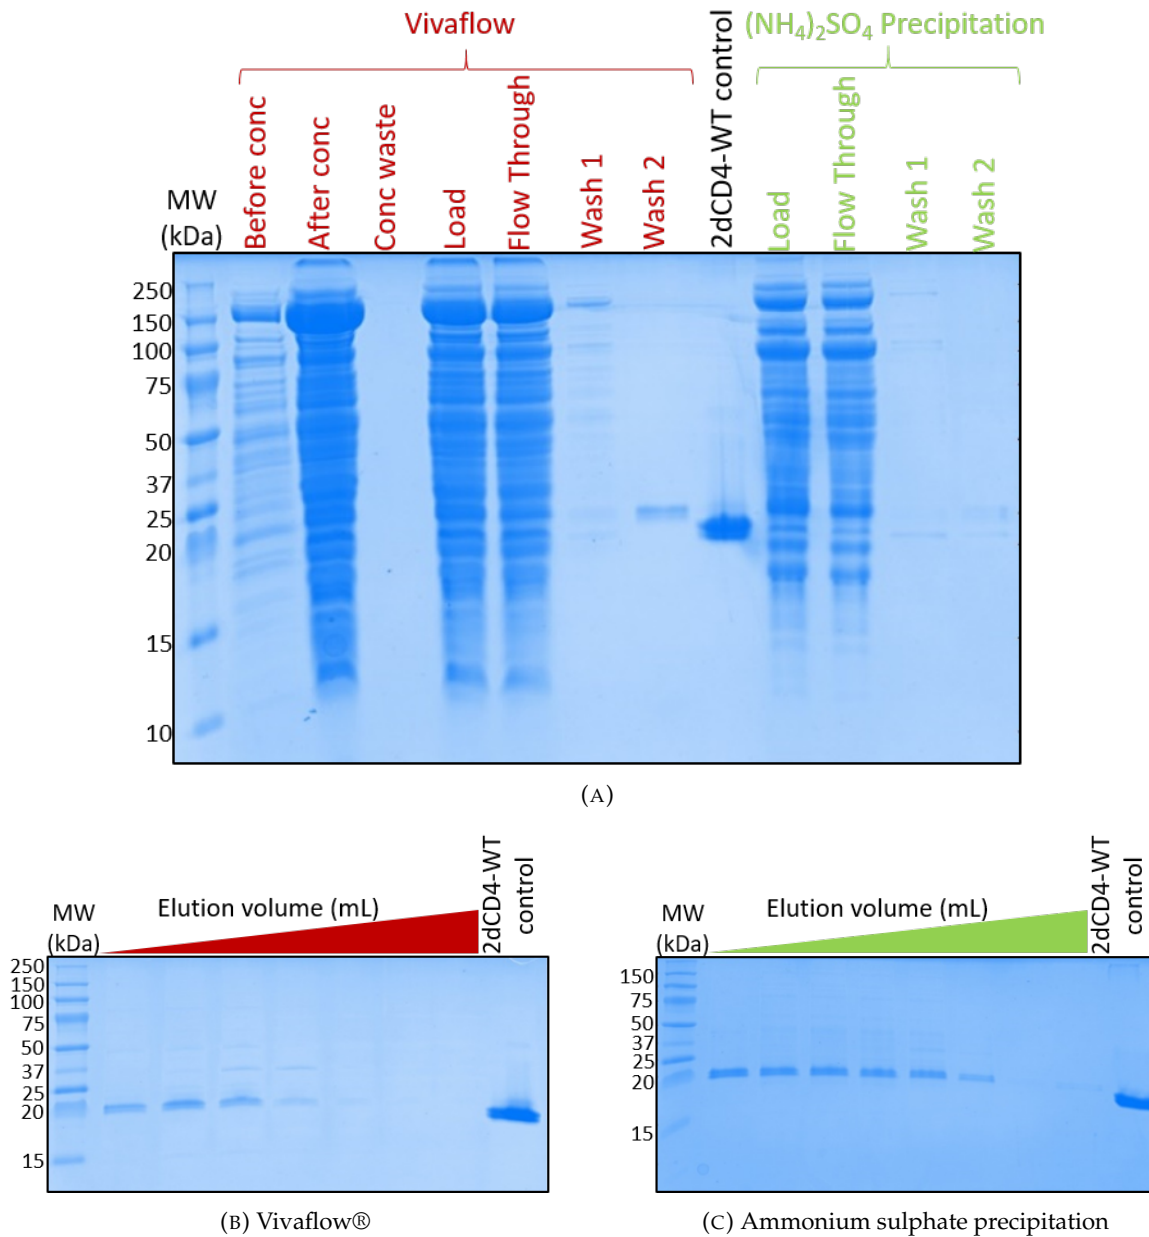 Vivaflow
(NH4)2SO4 Precipitation
MW
(kDa)
Before conc
After conc
Conc waste
Load
Flow Through
Wash 1
Wash 2
2dCD4-WT control
Load
Flow Through
Wash 1
Wash 2
250
150
100
75
50
37
25
20
15
10
(A)
MW
(kDa)
Elution volume (mL)
2dCD4-WT
control
250
150
100
75
50
37
25
20
15
(B) Vivaflow®
MW
(kDa)
Elution volume (mL)
2dCD4-WT
control
150
75
50
37
25
20
15
(C) Ammonium sulphate precipitation